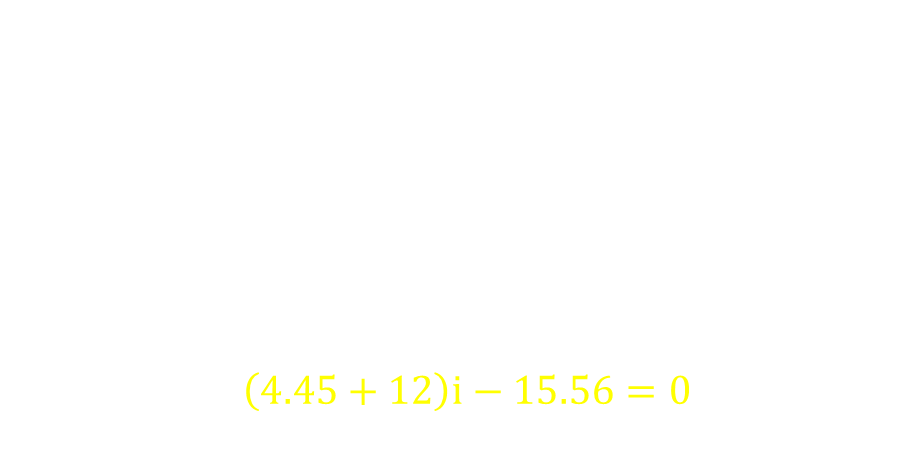 (4.45 + 12)i − 15.56 = 0